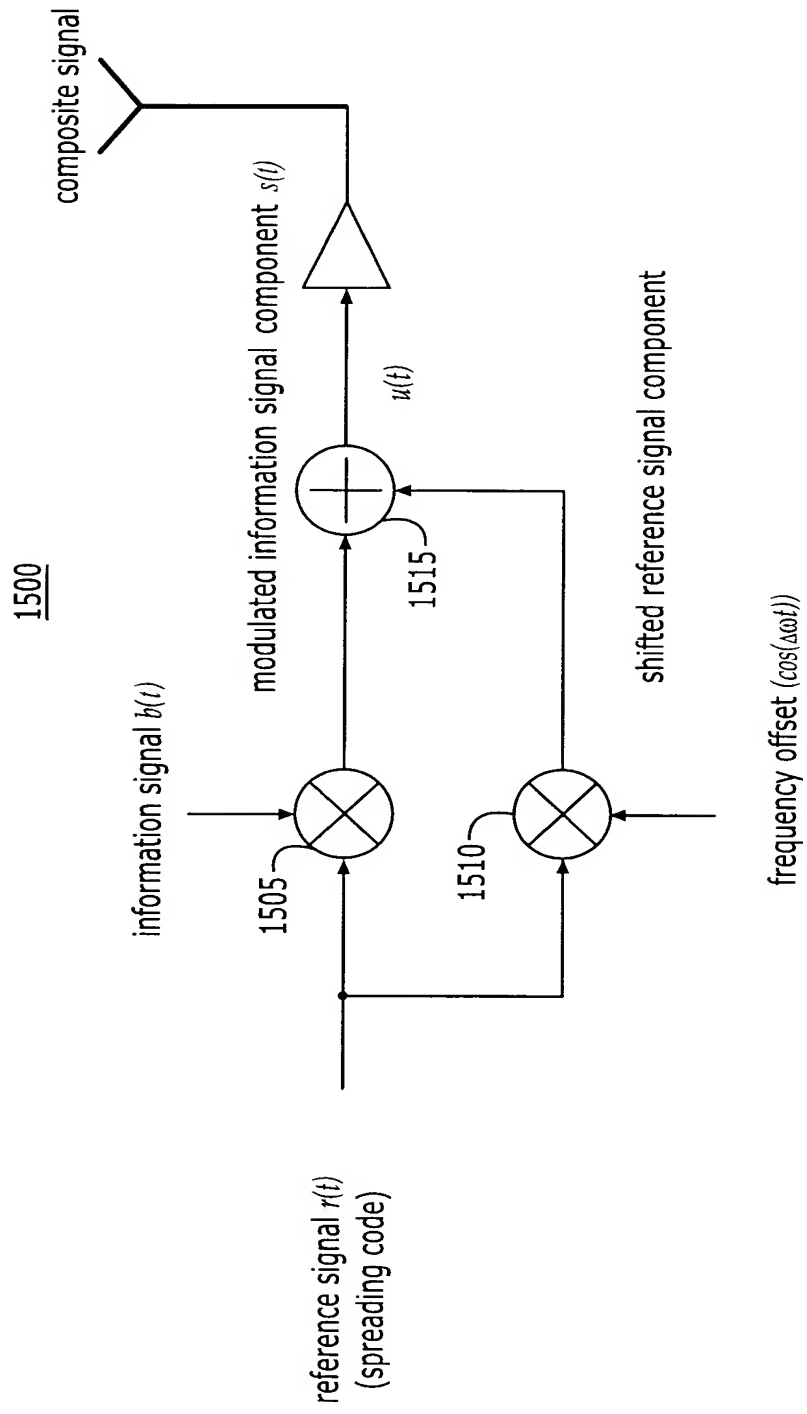 1500
composite signal
information signal b(t)
modulated information signal component s(t)
1505
1515
u(t)
reference signal r(t)
(spreading code)
1510
shifted reference signal component
frequency offset (cos(Δωt))